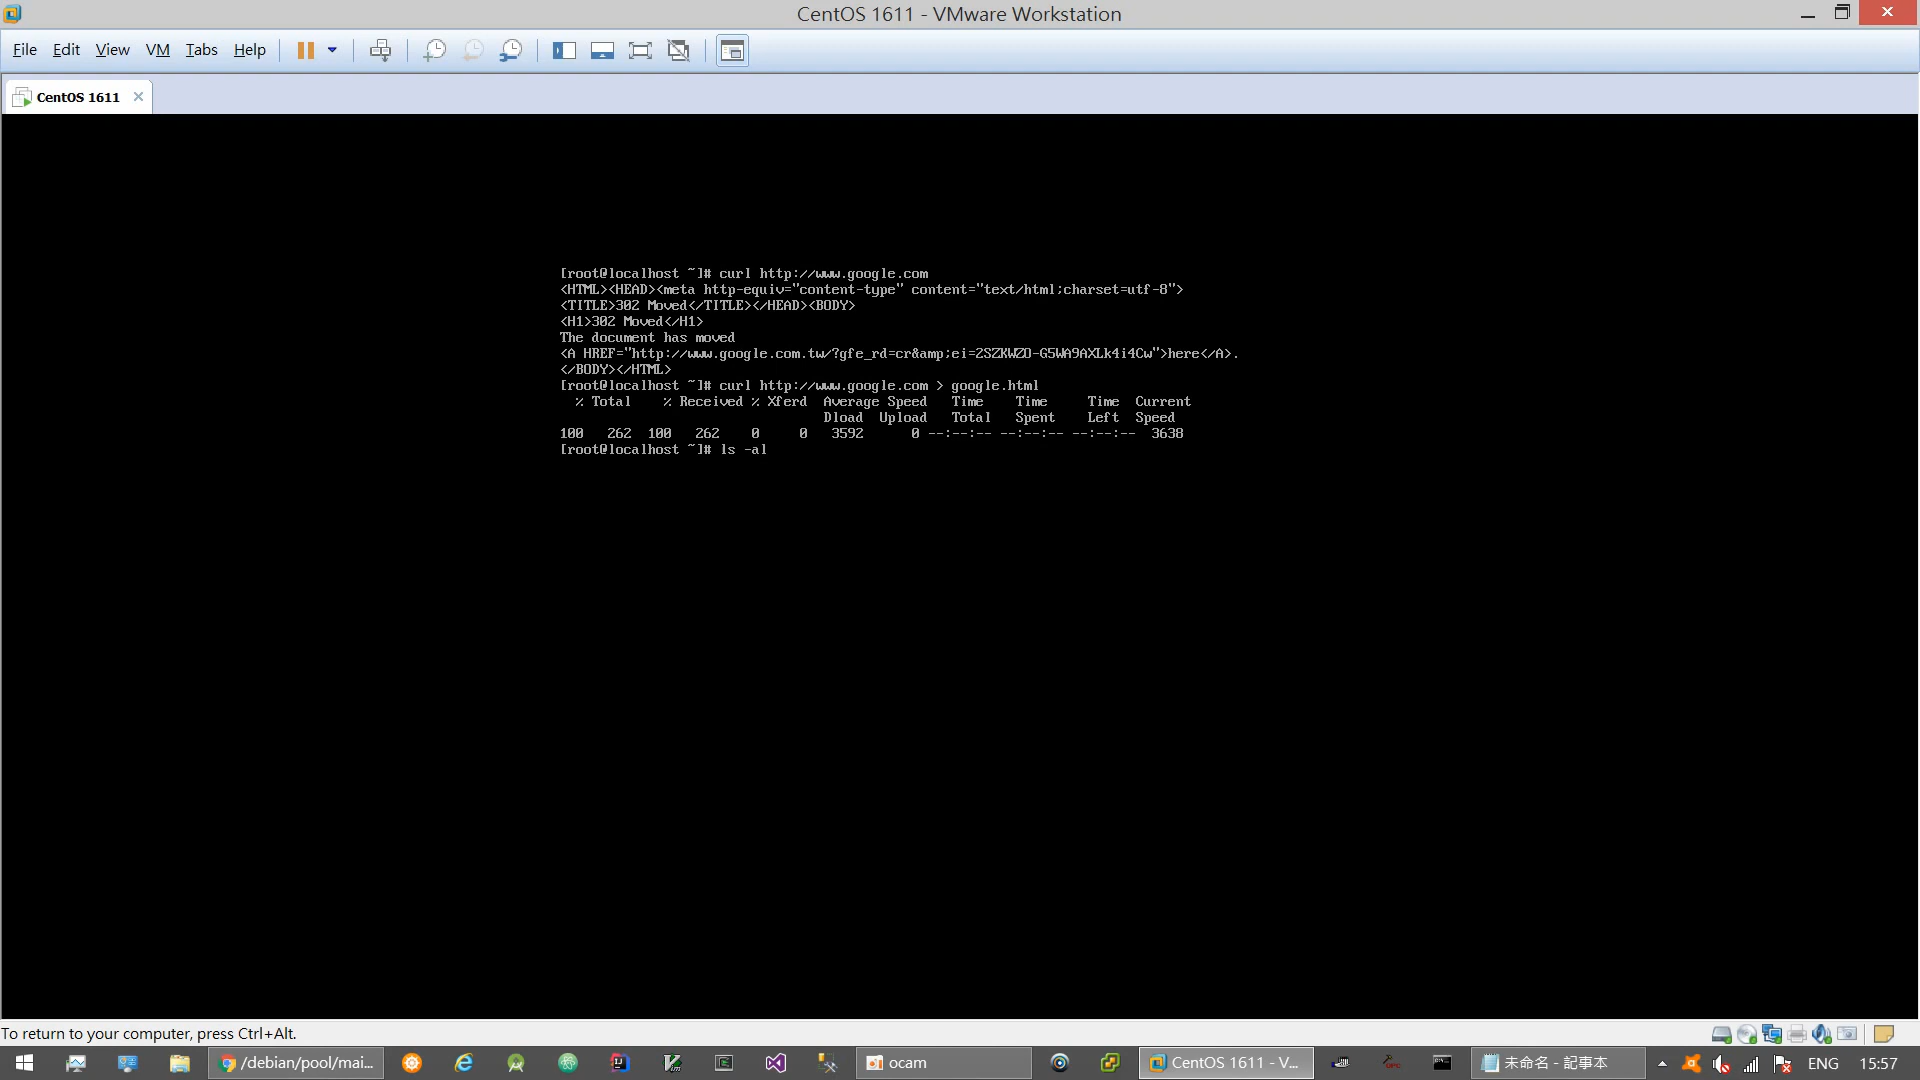 CentOS 1611 - VMware Workstation
File Edit View VM Tabs Help
CentOS 1611
[root@localhost ~]# curl http://www.google.com
<HTML><HEAD><meta http-equiv="content-type" content="text/html;charset=utf-8">
<TITLE>302 Moved</TITLE></HEAD><BODY>
<H1>302 Moved</H1>
The document has moved
<A HREF="http://www.google.com.tw/?gfe_rd=cr&amp;ei=2SZKWZO-G5WA9AXLk4i4Cw">here</A>.
</BODY></HTML>
[root@localhost ~]# curl http://www.google.com > google.html
% Total % Received % Xferd Average Speed Time Time Time Current
Dload Upload Total Spent Left Speed
100 262 100 262 0 0 3592 0 --:--:-- --:--:-- --:--:-- 3638
[root@localhost ~]# ls -al
To return to your computer, press Ctrl+Alt.
/debian/pool/mai... ocam CentOS 1611 - V... 未命名 - 記事本 ENG 15:57